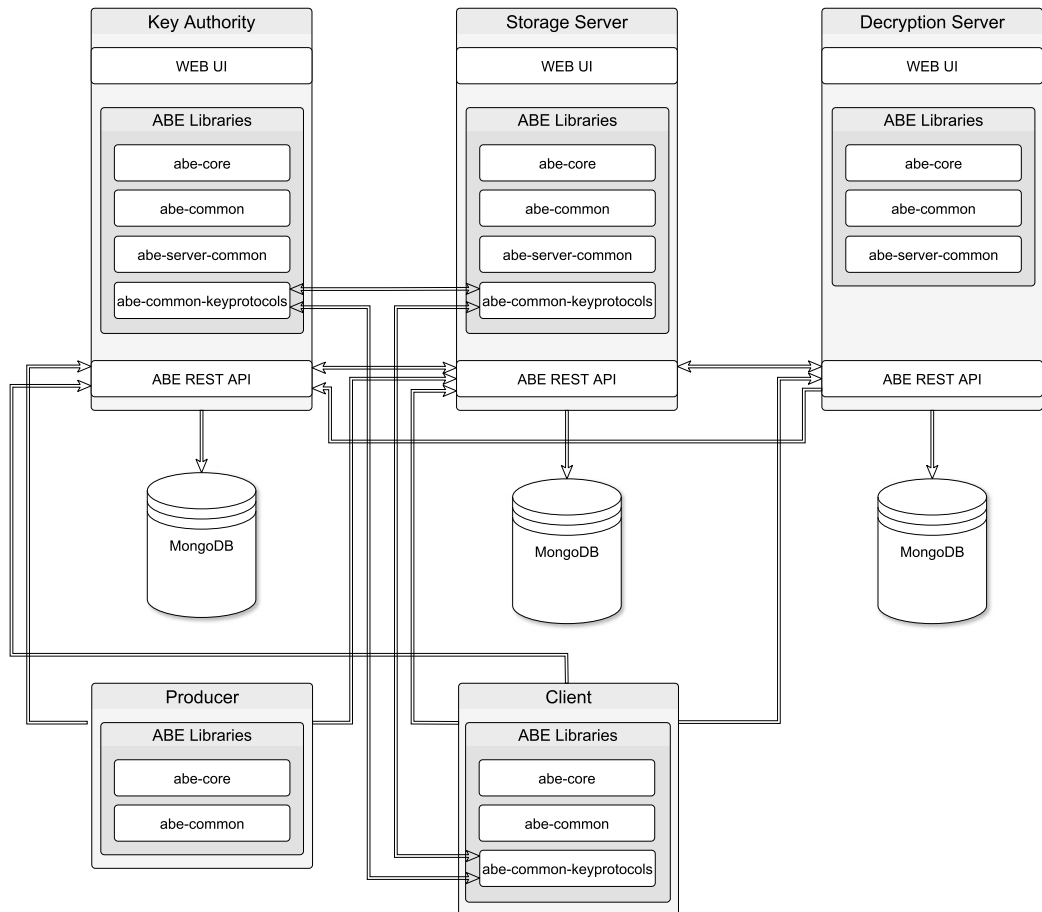 Key Authority
WEB UI
ABE Libraries
abe-core
abe-common
abe-server-common
abe-common-keyprotocols
ABE REST API
MongoDB
Storage Server
WEB UI
ABE Libraries
abe-core
abe-common
abe-server-common
abe-common-keyprotocols
ABE REST API
MongoDB
Decryption Server
WEB UI
ABE Libraries
abe-core
abe-common
abe-server-common
ABE REST API
MongoDB
Producer
ABE Libraries
abe-core
abe-common
Client
ABE Libraries
abe-core
abe-common
abe-common-keyprotocols